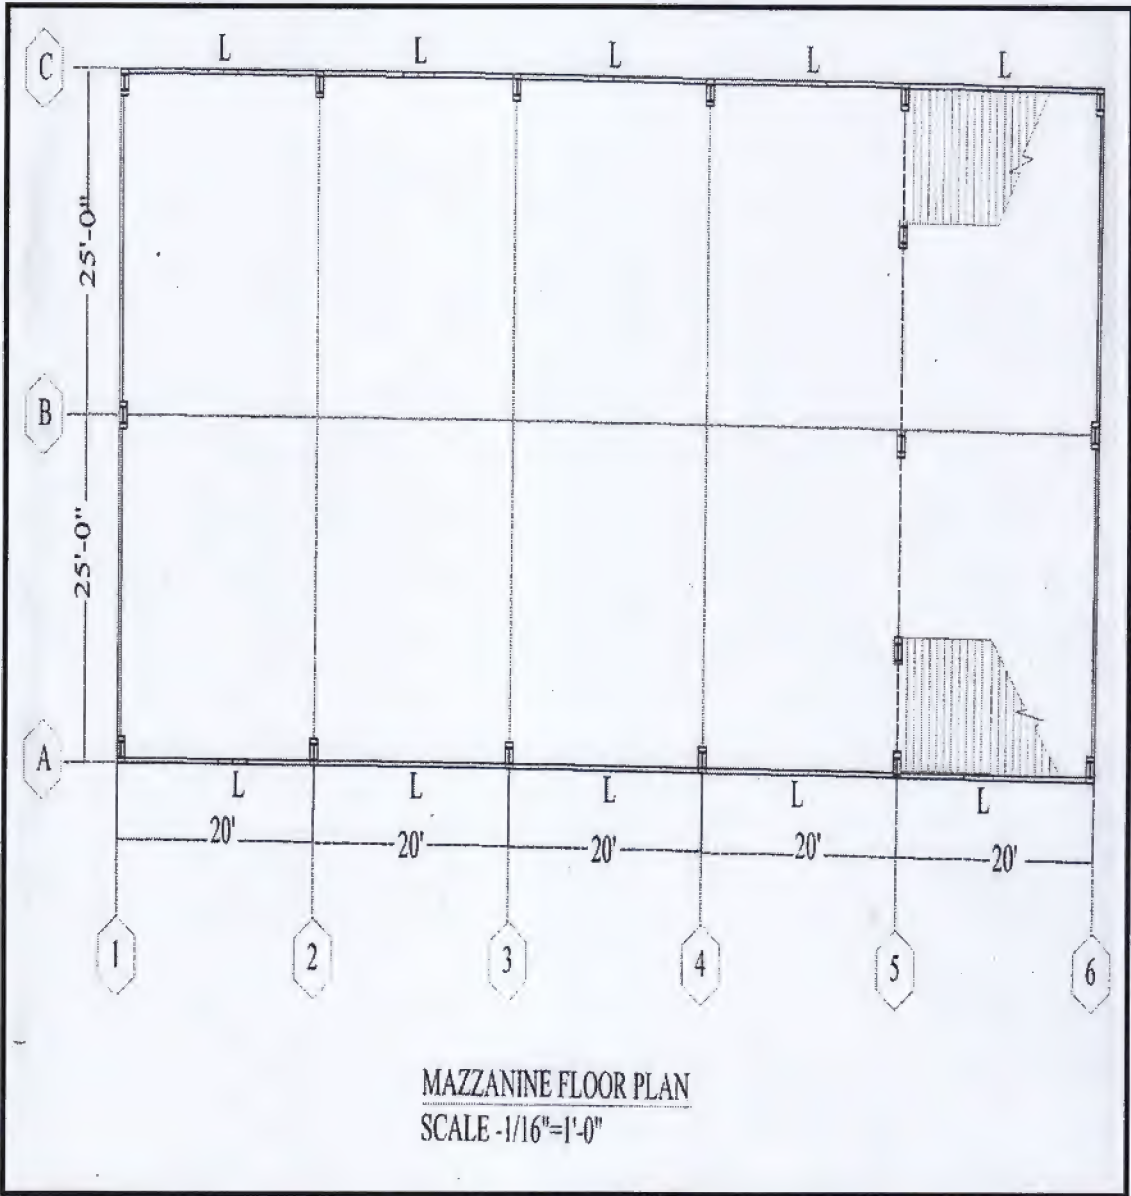 L L L L L
C
25'-0"
B
25'-0"
A
L L L L L
20' 20' 20' 20' 20'
1 2 3 4 5 6
MAZZANINE FLOOR PLAN
SCALE -1/16"=1'-0"